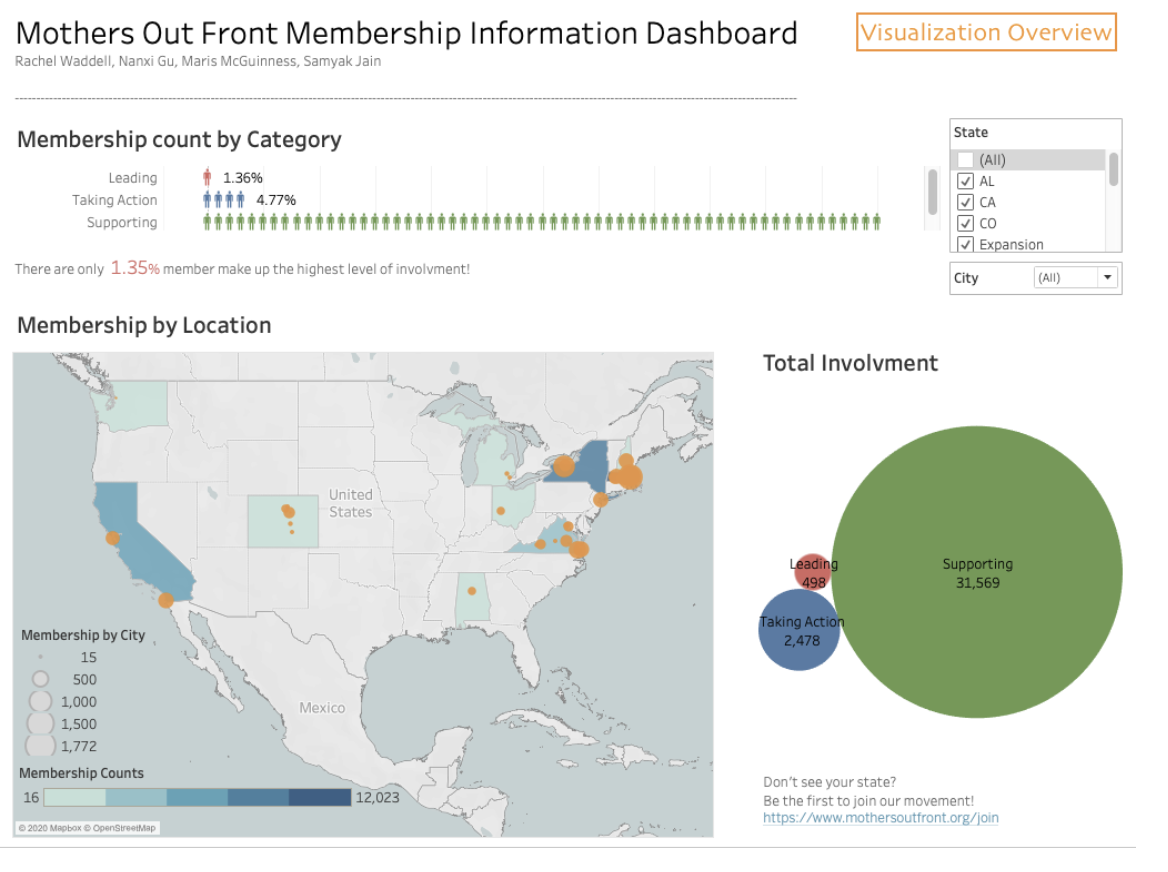 Mothers Out Front Membership Information Dashboard
Visualization Overview
Rachel Waddell, Nanxi Gu, Maris McGuinness, Samyak Jain
Membership count by Category
Leading 1.36%
Taking Action 4.77%
Supporting
There are only 1.35% member make up the highest level of involvment!
State
(All)
AL
CA
CO
Expansion
City (All)
Membership by Location
United
States
Mexico
Membership by City
15
500
1,000
1,500
1,772
Membership Counts
16 12,023
© 2020 Mapbox © OpenStreetMap
Total Involvment
Leading
498
Supporting
31,569
Taking Action
2,478
Don't see your state?
Be the first to join our movement!
https://www.mothersoutfront.org/join